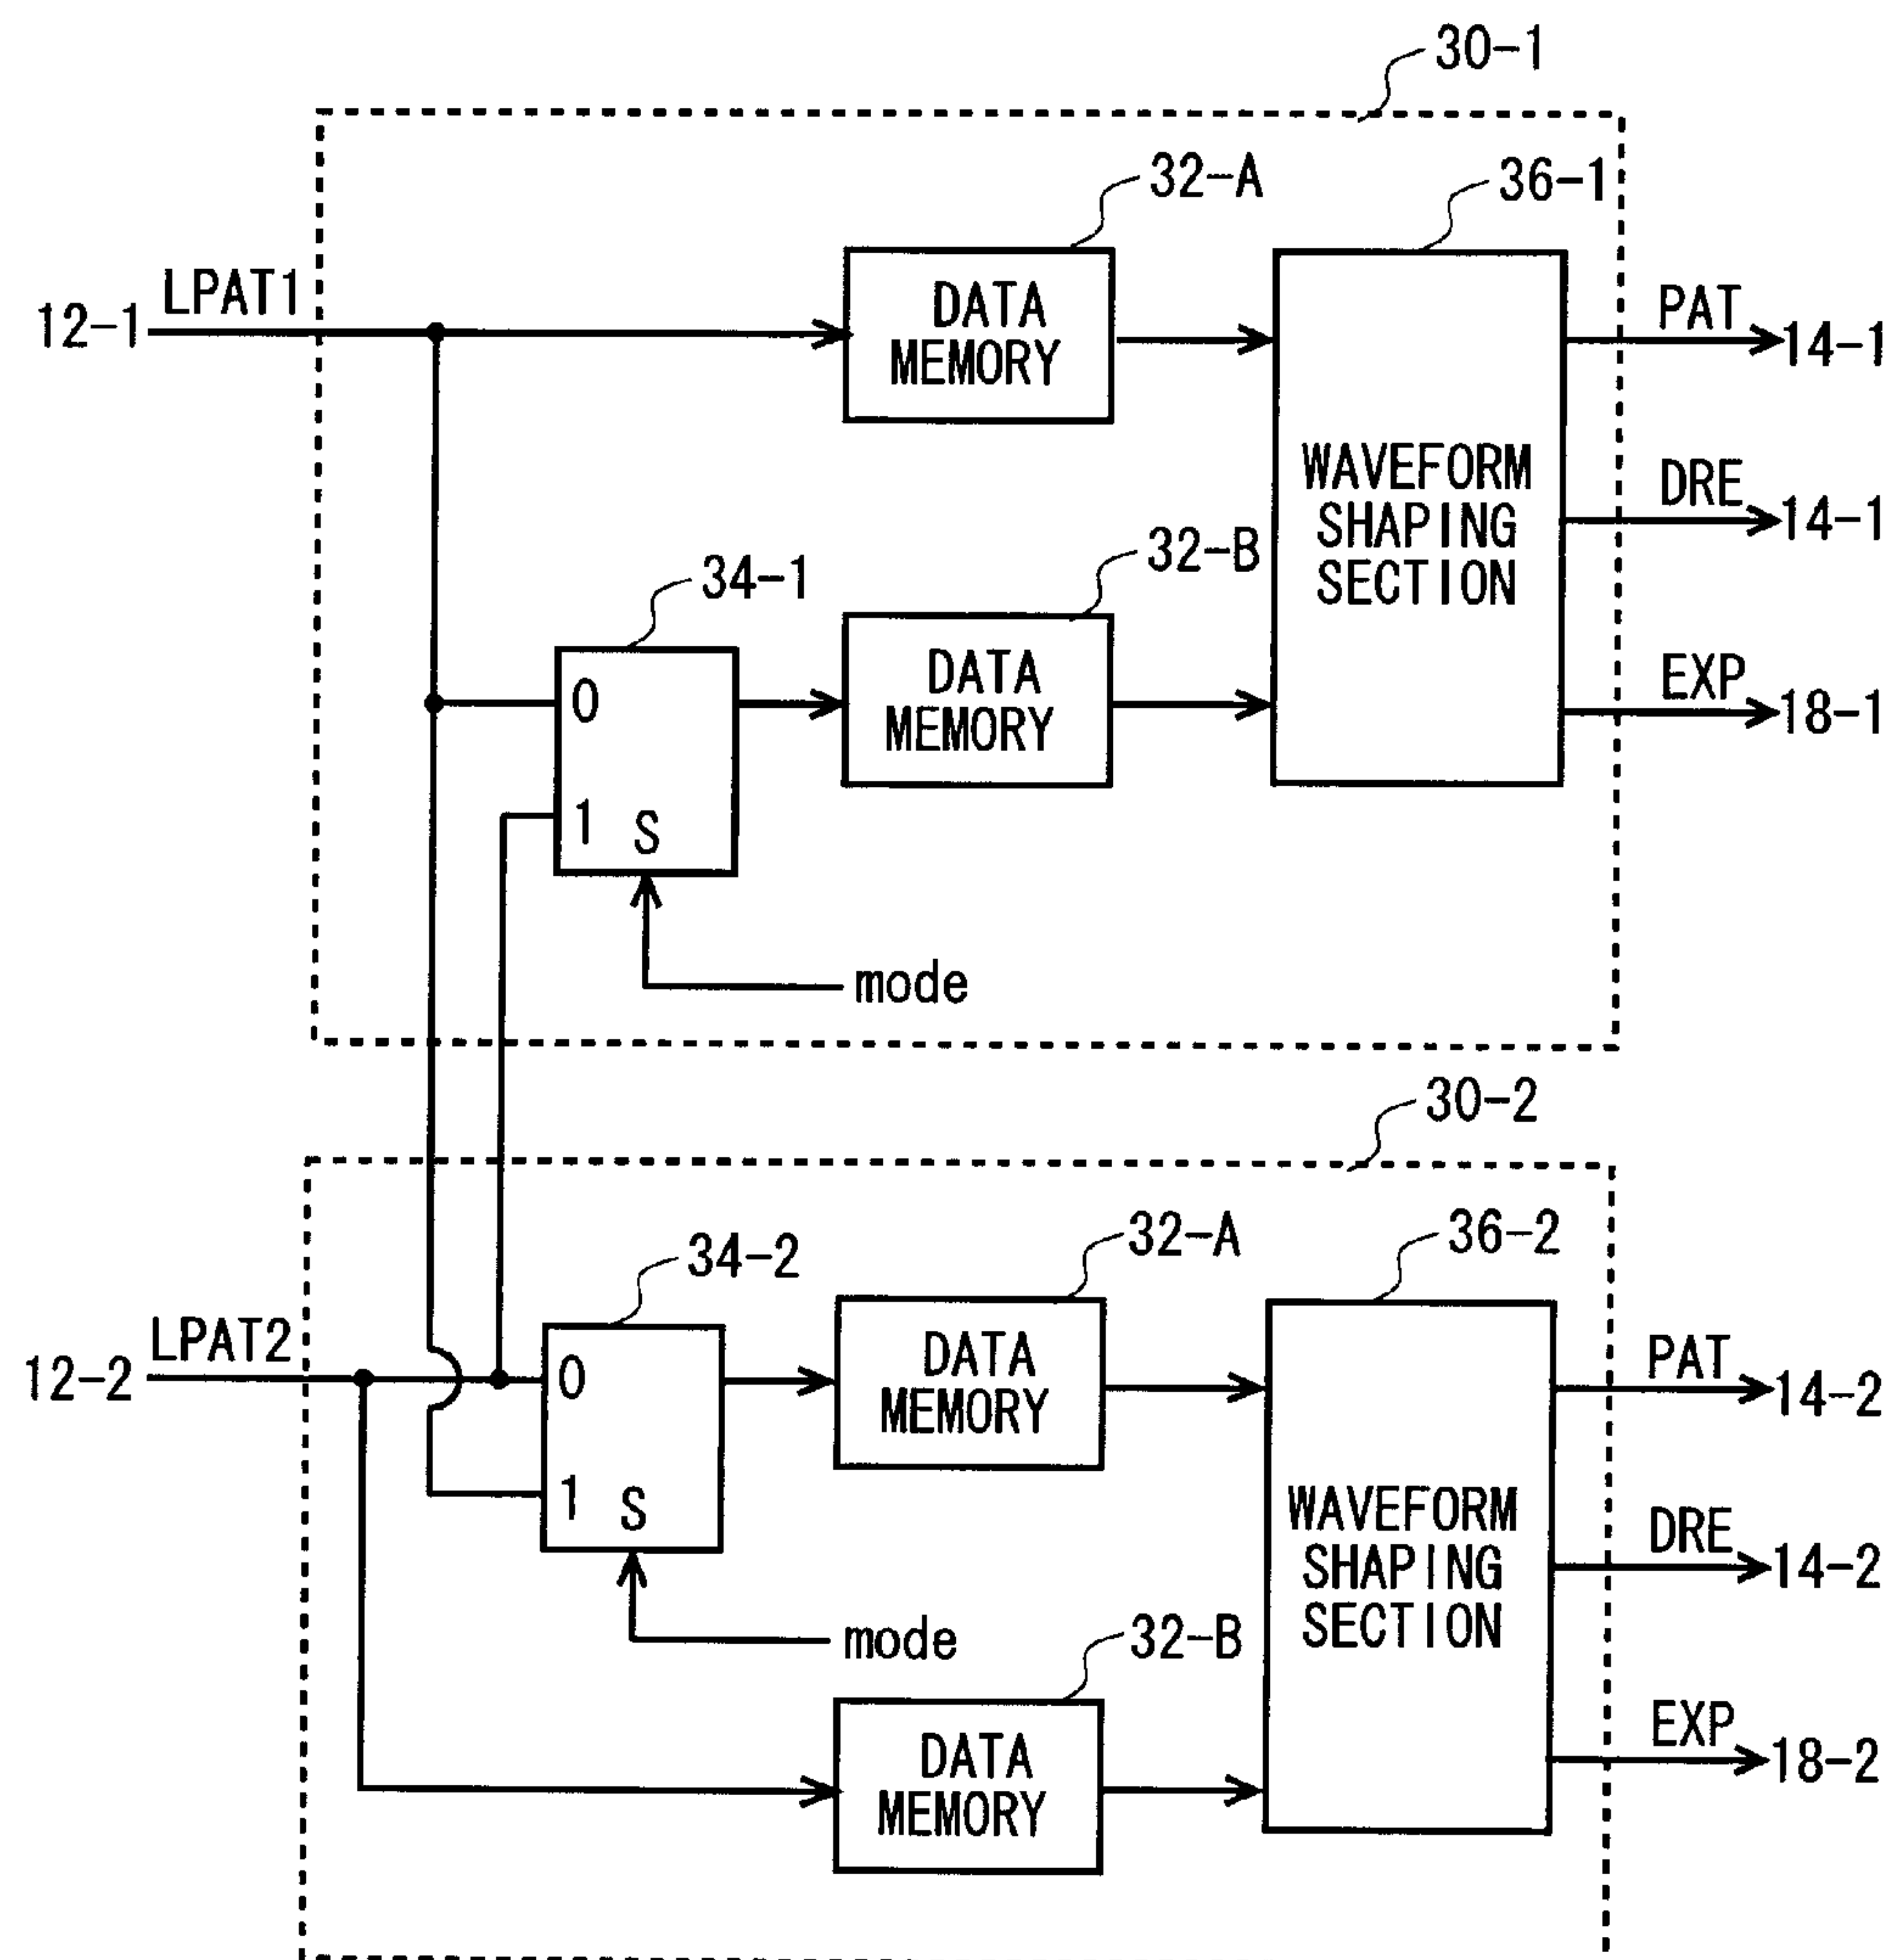 30-1
32-A
36-1
LPAT1
12-1
DATA
MEMORY
PAT
14-1
WAVEFORM
SHAPING
SECTION
DRE
14-1
34-1
32-B
0
DATA
MEMORY
EXP
18-1
1
S
mode
30-2
34-2
32-A
36-2
LPAT2
12-2
0
DATA
MEMORY
PAT
14-2
1
S
WAVEFORM
SHAPING
SECTION
DRE
14-2
mode
32-B
DATA
MEMORY
EXP
18-2